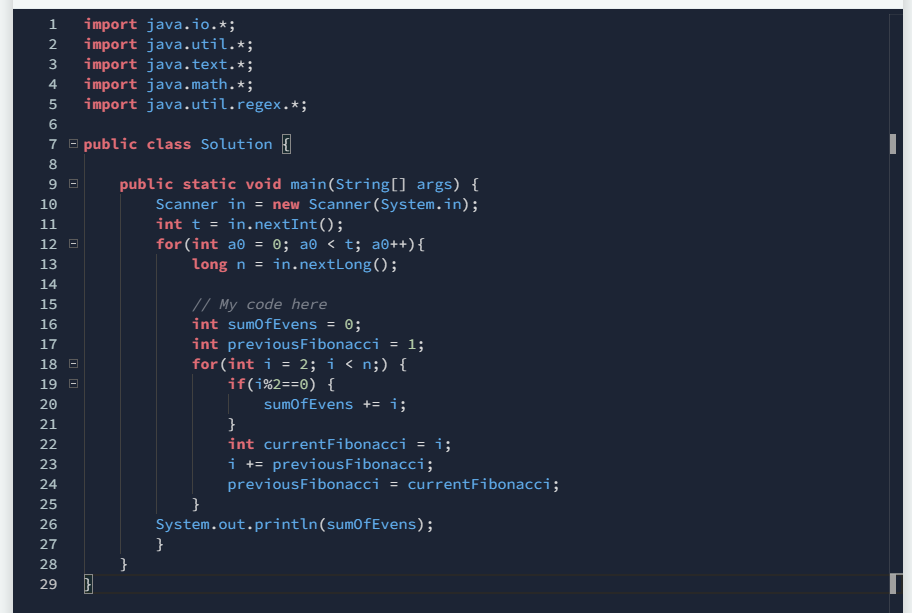 1 import java.io.*;
2 import java.util.*;
3 import java.text.*;
4 import java.math.*;
5 import java.util.regex.*;
6
7 public class Solution {
8
9     public static void main(String[] args) {
10         Scanner in = new Scanner(System.in);
11         int t = in.nextInt();
12         for(int a0 = 0; a0 < t; a0++){
13             long n = in.nextLong();
14
15             // My code here
16             int sumOfEvens = 0;
17             int previousFibonacci = 1;
18             for(int i = 2; i < n;) {
19                 if(i%2==0) {
20                     sumOfEvens += i;
21                 }
22                 int currentFibonacci = i;
23                 i += previousFibonacci;
24                 previousFibonacci = currentFibonacci;
25             }
26         System.out.println(sumOfEvens);
27         }
28     }
29 }